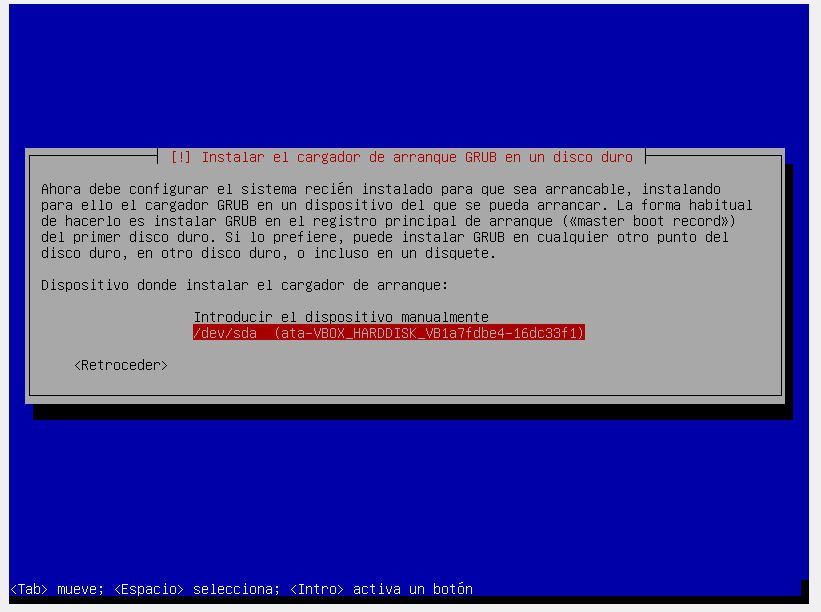 [!] Instalar el cargador de arranque GRUB en un disco duro
Ahora debe configurar el sistema recién instalado para que sea arrancable, instalando
para ello el cargador GRUB en un dispositivo del que se pueda arrancar. La forma habitual
de hacerlo es instalar GRUB en el registro principal de arranque («master boot record»)
del primer disco duro. Si lo prefiere, puede instalar GRUB en cualquier otro punto del
disco duro, en otro disco duro, o incluso en un disquete.
Dispositivo donde instalar el cargador de arranque:
Introducir el dispositivo manualmente
/dev/sda  (ata-VBOX_HARDDISK_VB1a7fdbe4-16dc33f1)
<Retroceder>
<Tab> mueve; <Espacio> selecciona; <Intro> activa un botón